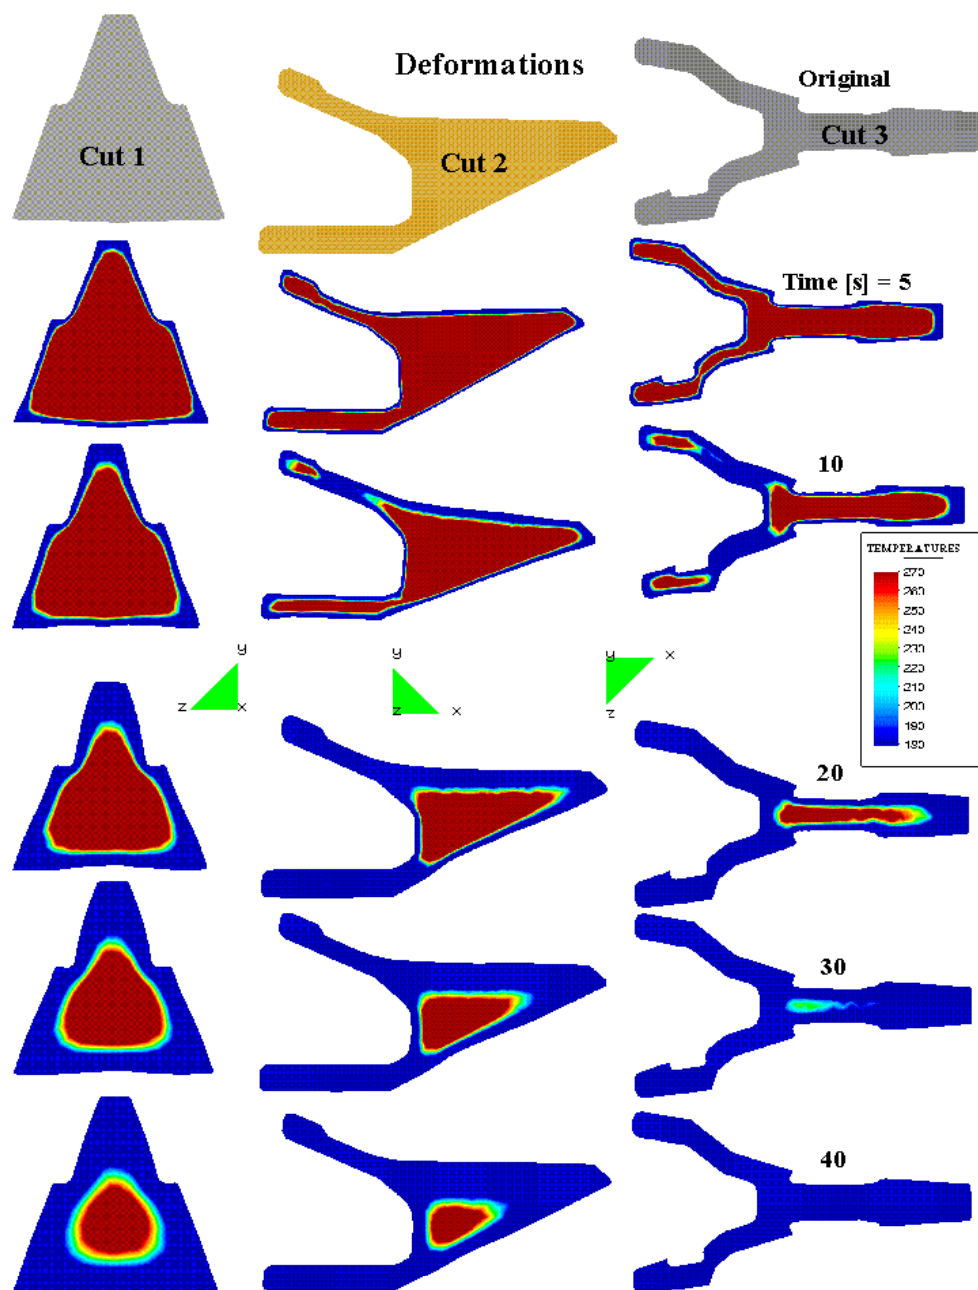 Deformations
Original
Cut 1
Cut 2
Cut 3
Time [s] = 5
10
TEMPERATURES
270
260
250
240
230
220
210
200
190
180
y
z
x
y
z
x
y
x
z
20
30
40